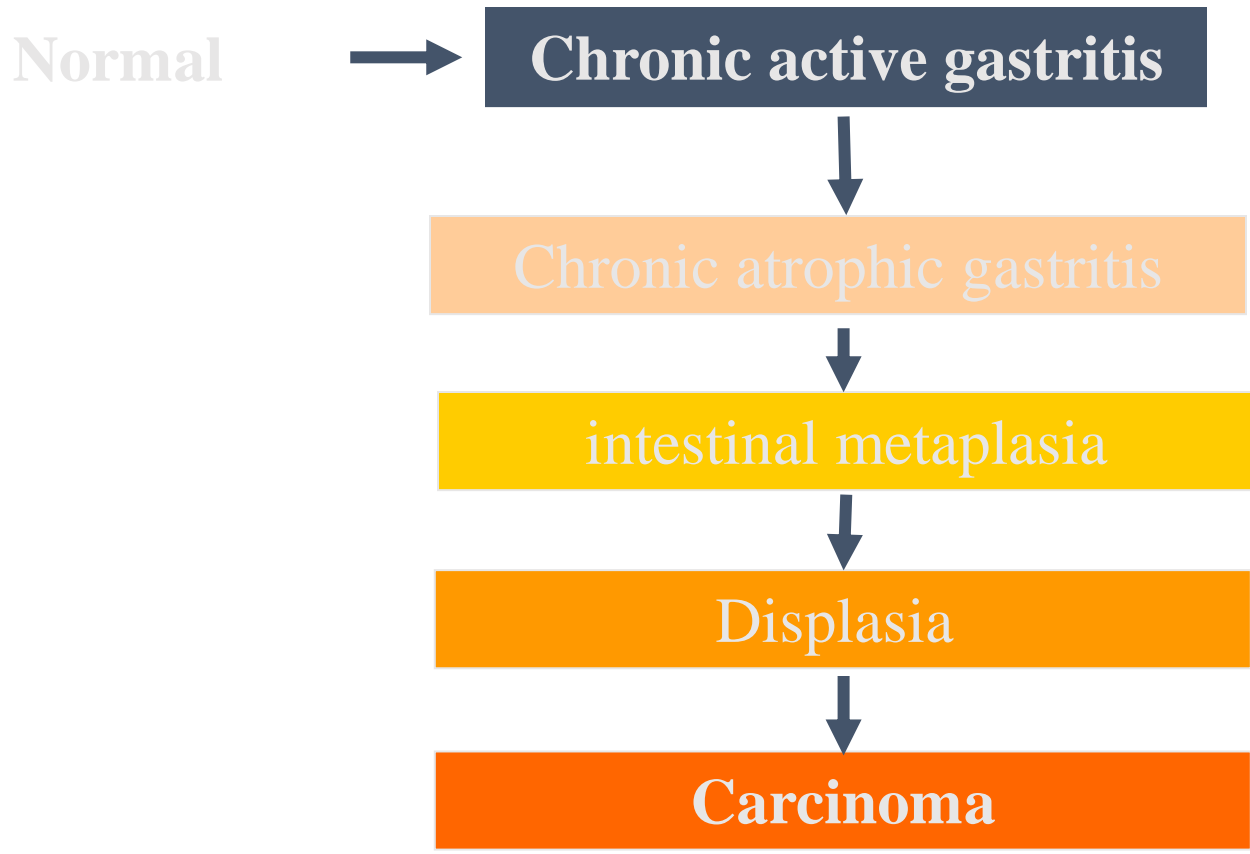 Normal
Chronic active gastritis
Chronic atrophic gastritis
intestinal metaplasia
Displasia
Carcinoma